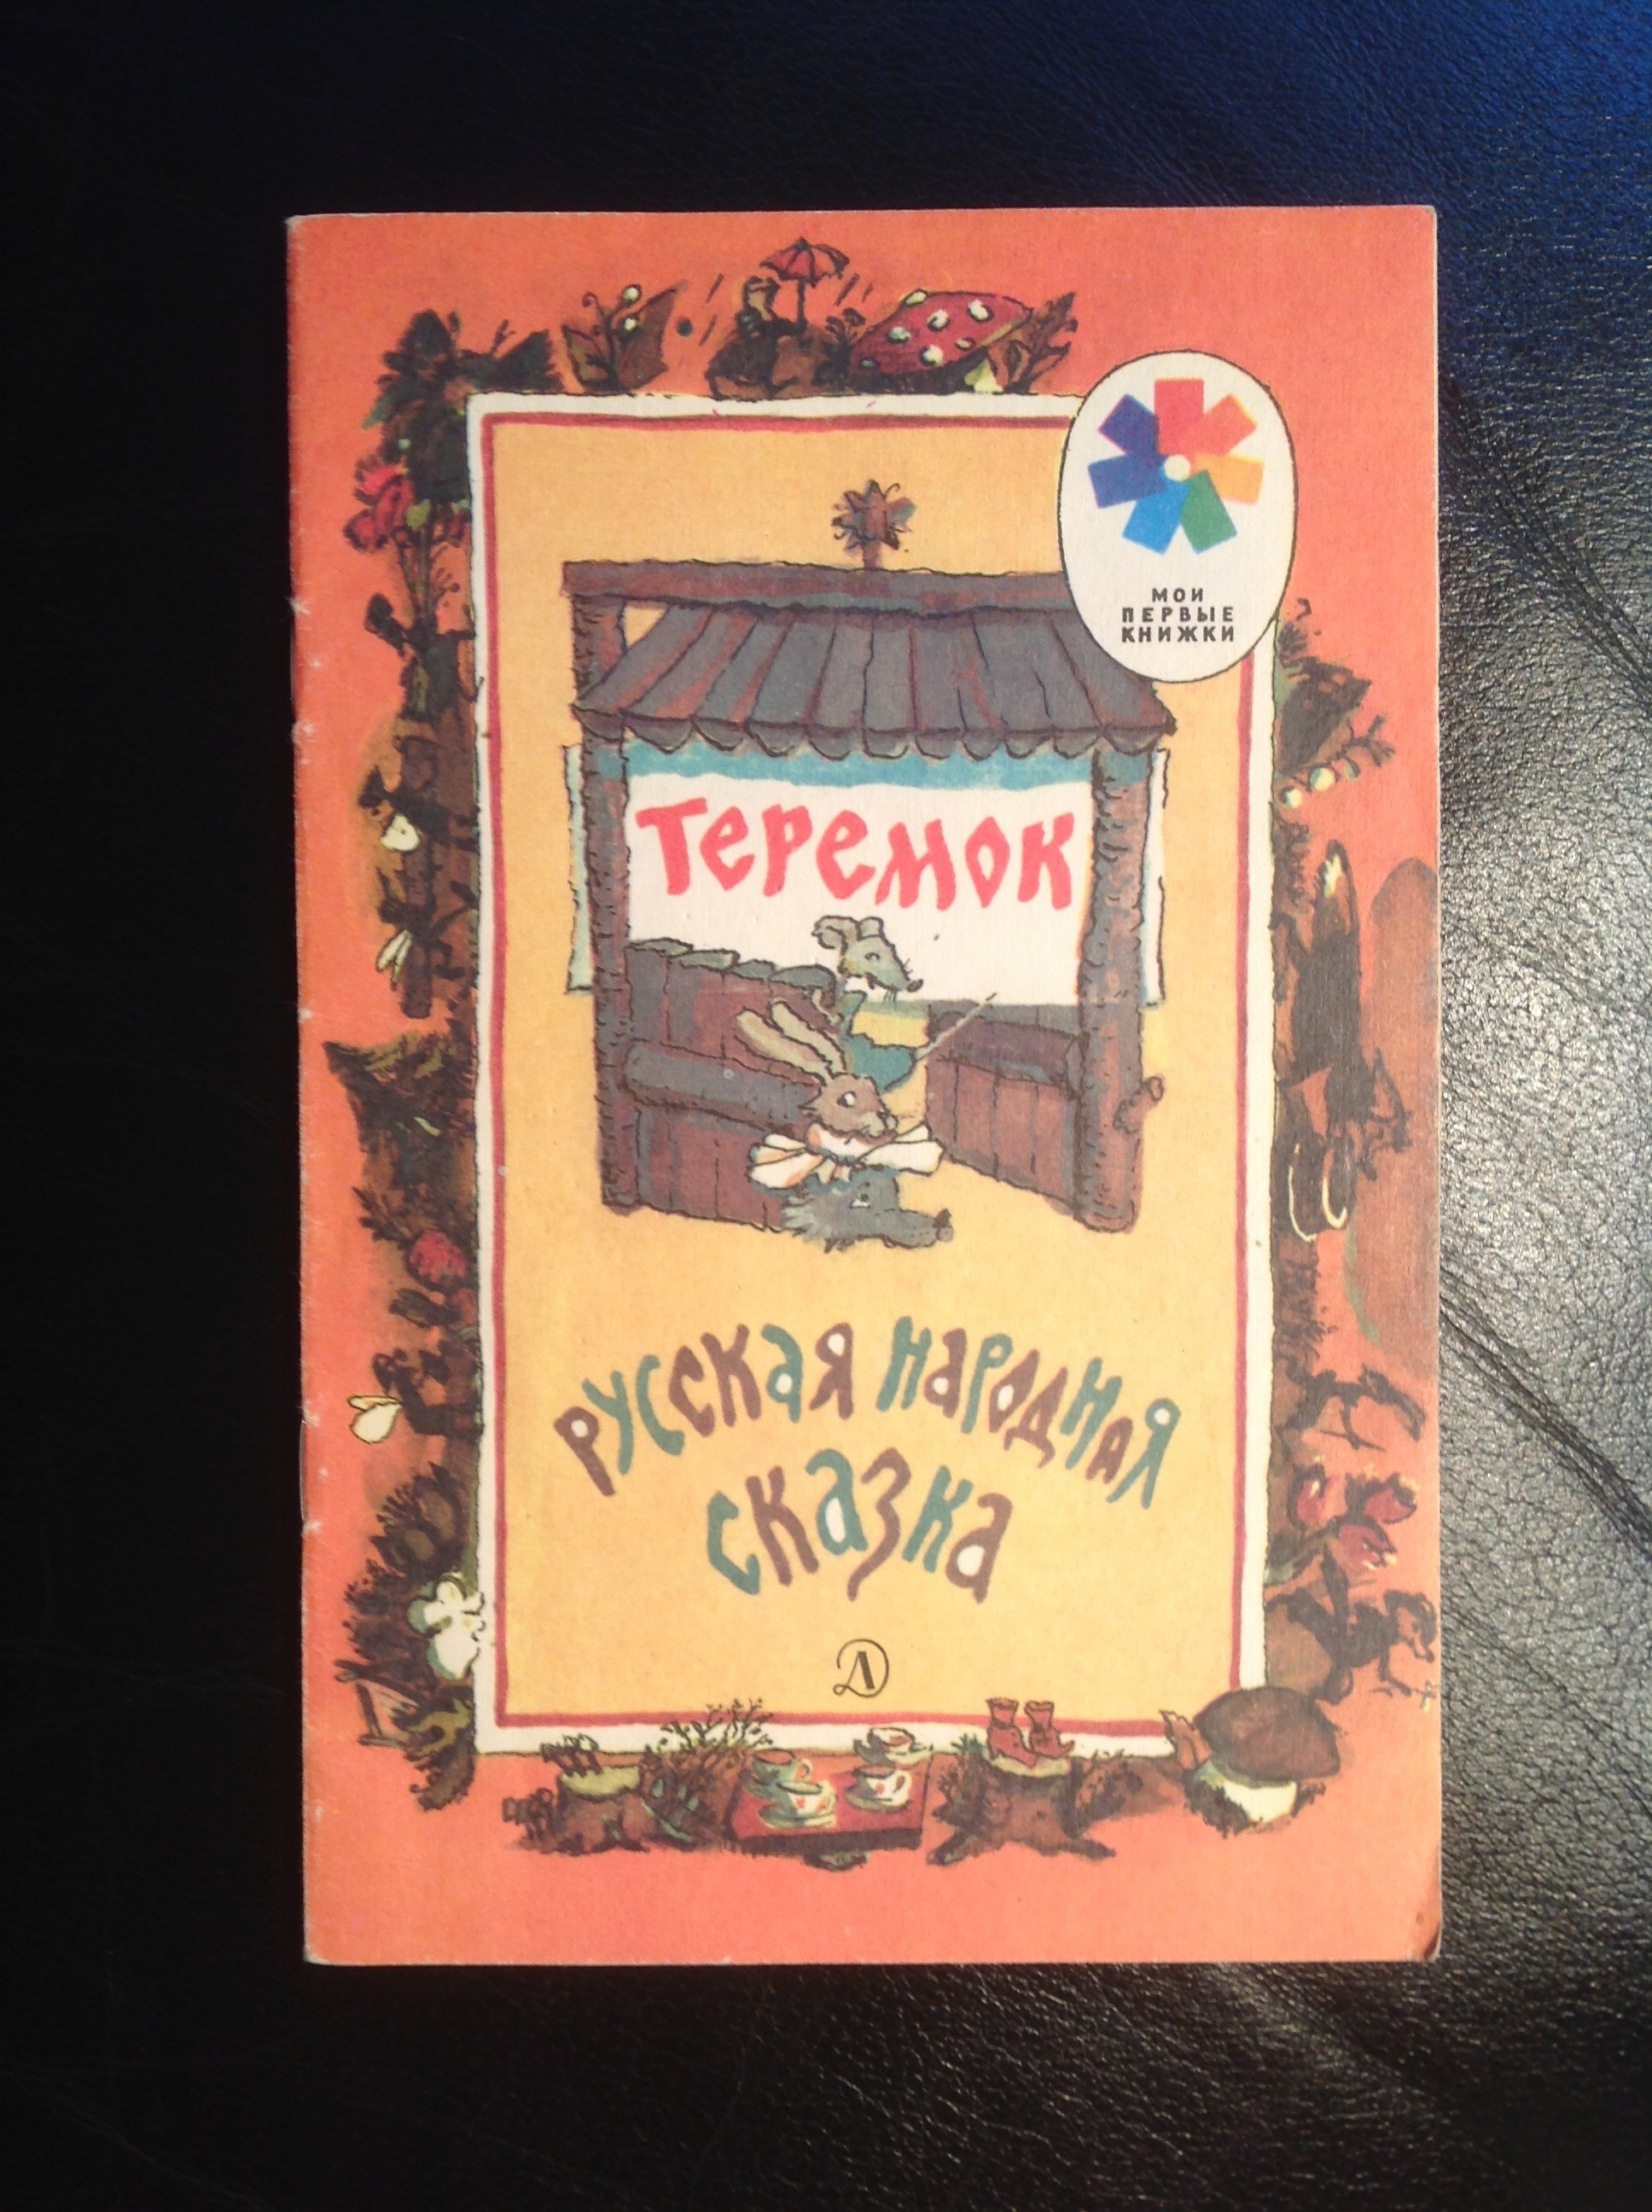 МОИ
ПЕРВЫЕ
КНИЖКИ
Теремок
Русская народная
сказка
Д